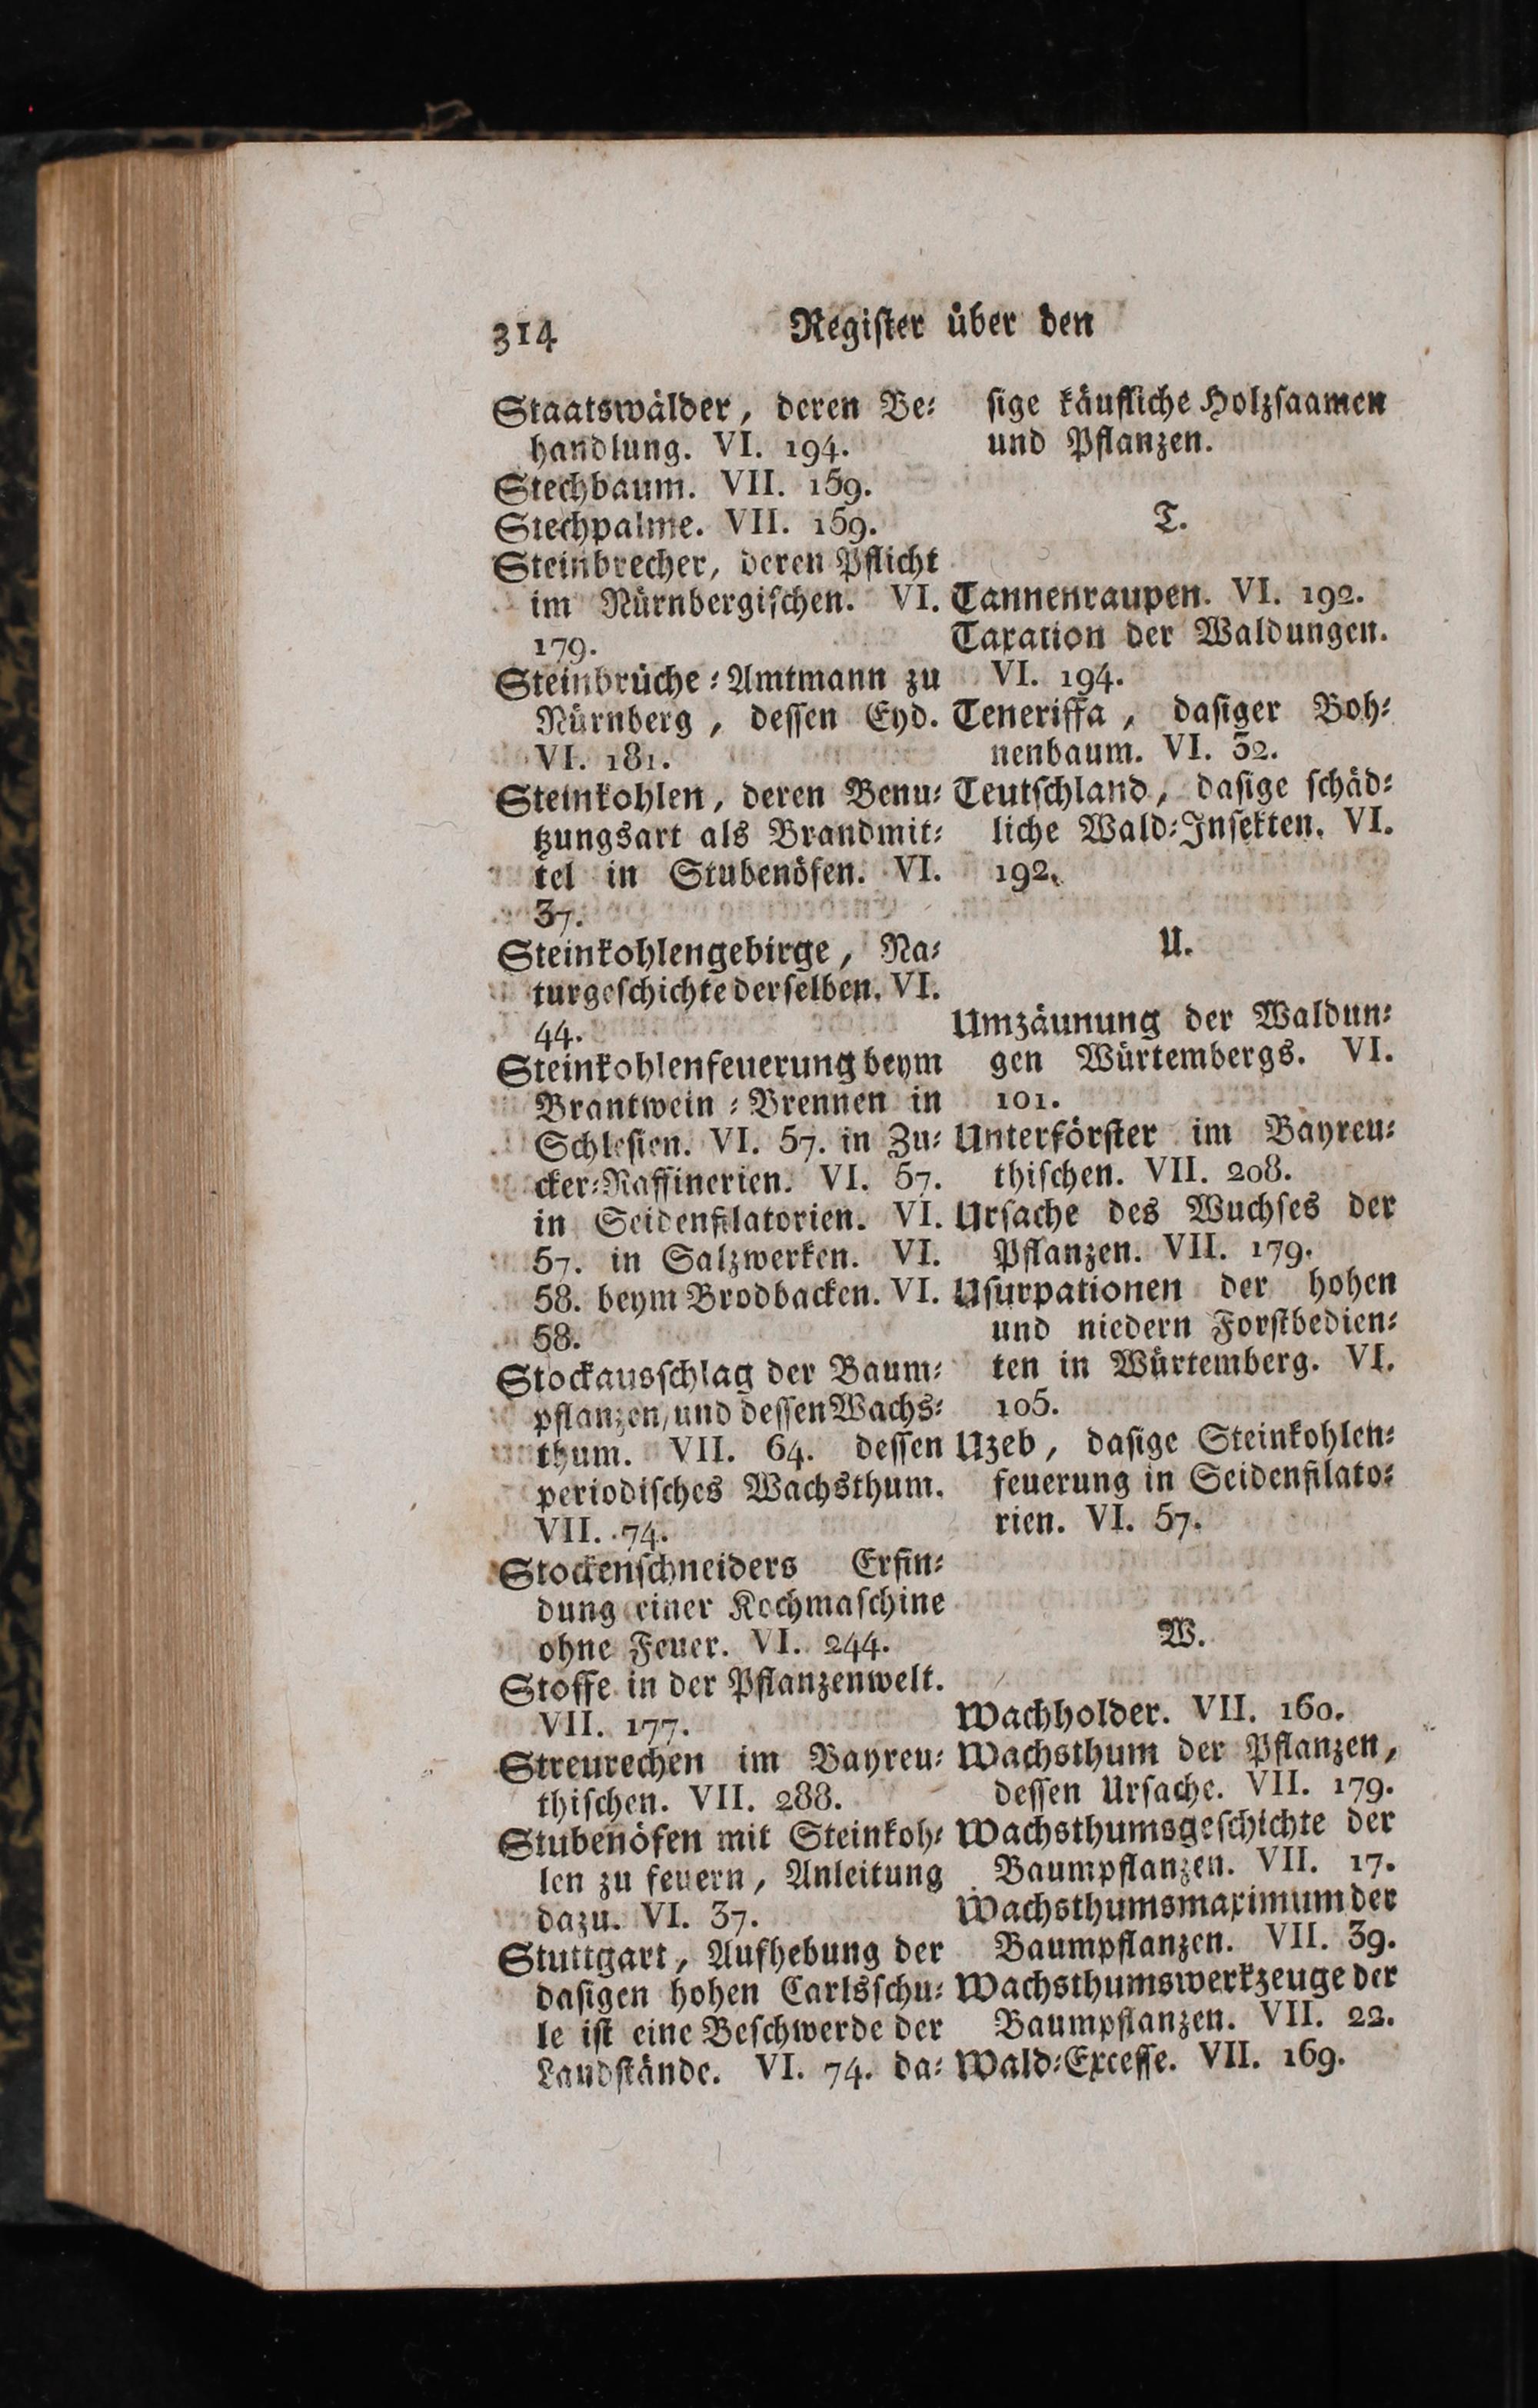 314 Register über den
Staatswälder, deren Be⸗
handlung. VI. 194.
Stechbaum. VII. 159.
Stechpalme. VII. 159.
Steinbrecher, deren Pflicht
im Nürnbergiſchen. VI.
179.
Steinbrüche⸗Amtmann zu
Nürnberg, deſſen Eyd.
VI. 181.
Steinkohlen, deren Benu⸗
tzungsart als Brandmit⸗
tel in Stubenöfen. VI.
37.
Steinkohlengebirge, Na⸗
turgeſchichte derſelben. VI.
44.
Steinkohlenfeuerung beym
Brantwein⸗Brennen in
Schleſien. VI. 57. in Zu⸗
cker⸗Raffinerien. VI. 57.
in Seidenfilatorien. VI.
57. in Salzwerken. VI.
58. beym Brodbacken. VI.
58.
Stockausſchlag der Baum⸗
pflanzen, und deſſen Wachs⸗
thum. VII. 64. deſſen
periodiſches Wachsthum.
VII. 74.
Stockenſchneiders Erfin⸗
dung einer Kochmaſchine
ohne Feuer. VI. 244.
Stoffe in der Pflanzenwelt.
VII. 177.
Streurechen im Bayreu⸗
thiſchen. VII. 288.
Stubenöfen mit Steinkoh⸗
len zu feuern, Anleitung
dazu. VI. 37.
Stuttgart, Aufhebung der
daſigen hohen Carlsſchu⸗
le iſt eine Beſchwerde der
Landſtände. VI. 74. da⸗
ſige käufliche Holzſaamen
und Pflanzen.
T.
Tannenraupen. VI. 192.
Taxation der Waldungen.
VI. 194.
Teneriffa, daſiger Boh⸗
nenbaum. VI. 52.
Teutſchland, daſige ſchäd⸗
liche Wald⸗Inſekten. VI.
192.
U.
Umzäunung der Waldun⸗
gen Würtembergs. VI.
101.
Unterförſter im Bayreu⸗
thiſchen. VII. 208.
Urſache des Wuchſes der
Pflanzen. VII. 179.
Uſurpationen der hohen
und niedern Forſtbedien⸗
ten in Würtemberg. VI.
105.
Uzeb, daſige Steinkohlen⸗
feuerung in Seidenfilato⸗
rien. VI. 57.
W.
Wachholder. VII. 160.
Wachsthum der Pflanzen,
deſſen Urſache. VII. 179.
Wachsthumsgeſchichte der
Baumpflanzen. VII. 17.
Wachsthumsmaximum der
Baumpflanzen. VII. 39.
Wachsthumswerkzeuge der
Baumpflanzen. VII. 22.
Wald⸗Exceſſe. VII. 169.